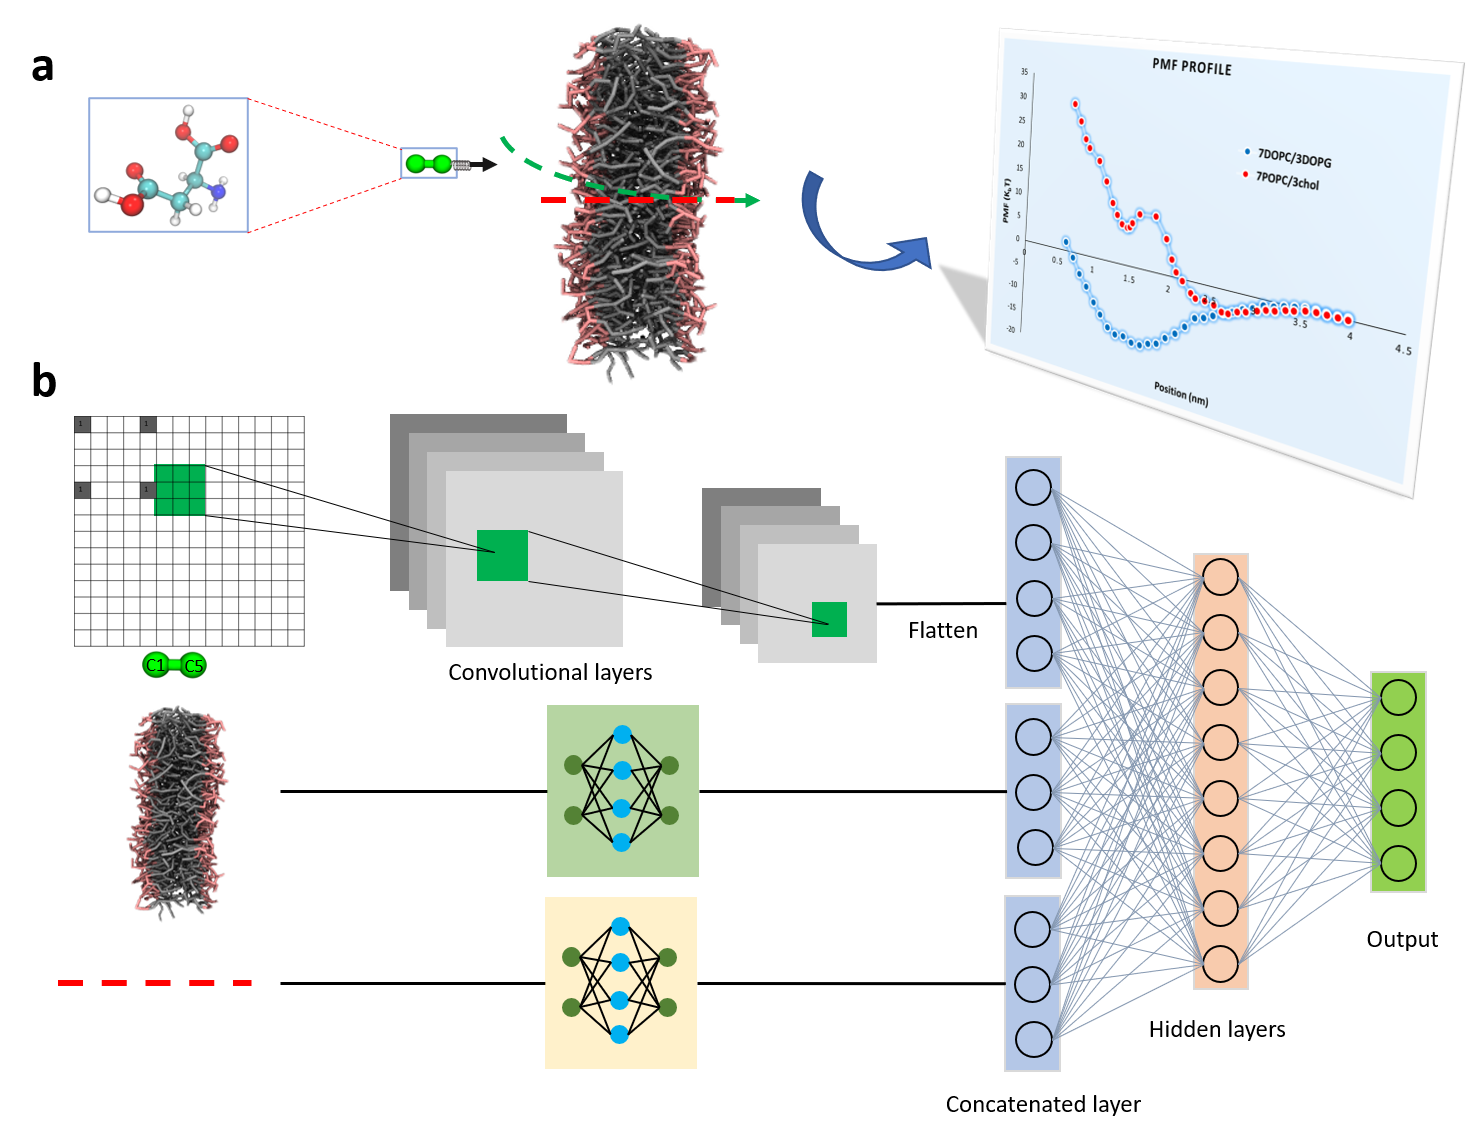 a
PMF PROFILE
35
30
25
20
15
10
5
0
-5
-10
-15
-20
PMF (KbT)
0
0.5
1
1.5
2
2.5
3.5
4
4.5
7DOPC/3DOPG
7POPC/3chol
Position (nm)
b
1
1
1
1
C1
C5
Convolutional layers
Flatten
Output
Hidden layers
Concatenated layer